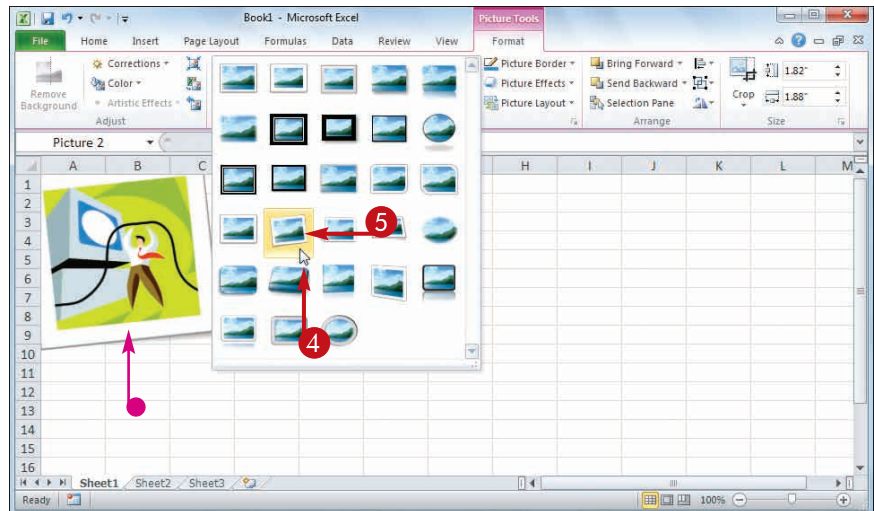 Book1 - Microsoft Excel
Picture Tools
File Home Insert Page Layout Formulas Data Review View Format
Corrections
Color
Artistic Effects
Remove Background
Adjust
Picture Border
Picture Effects
Picture Layout
Bring Forward
Send Backward
Selection Pane
Arrange
Crop
1.82"
1.88"
Size
Picture 2
A B C H I J K L M
1
2
3
4
5
6
7
8
9
10
11
12
13
14
15
16
5
4
Sheet1 Sheet2 Sheet3
Ready 100%